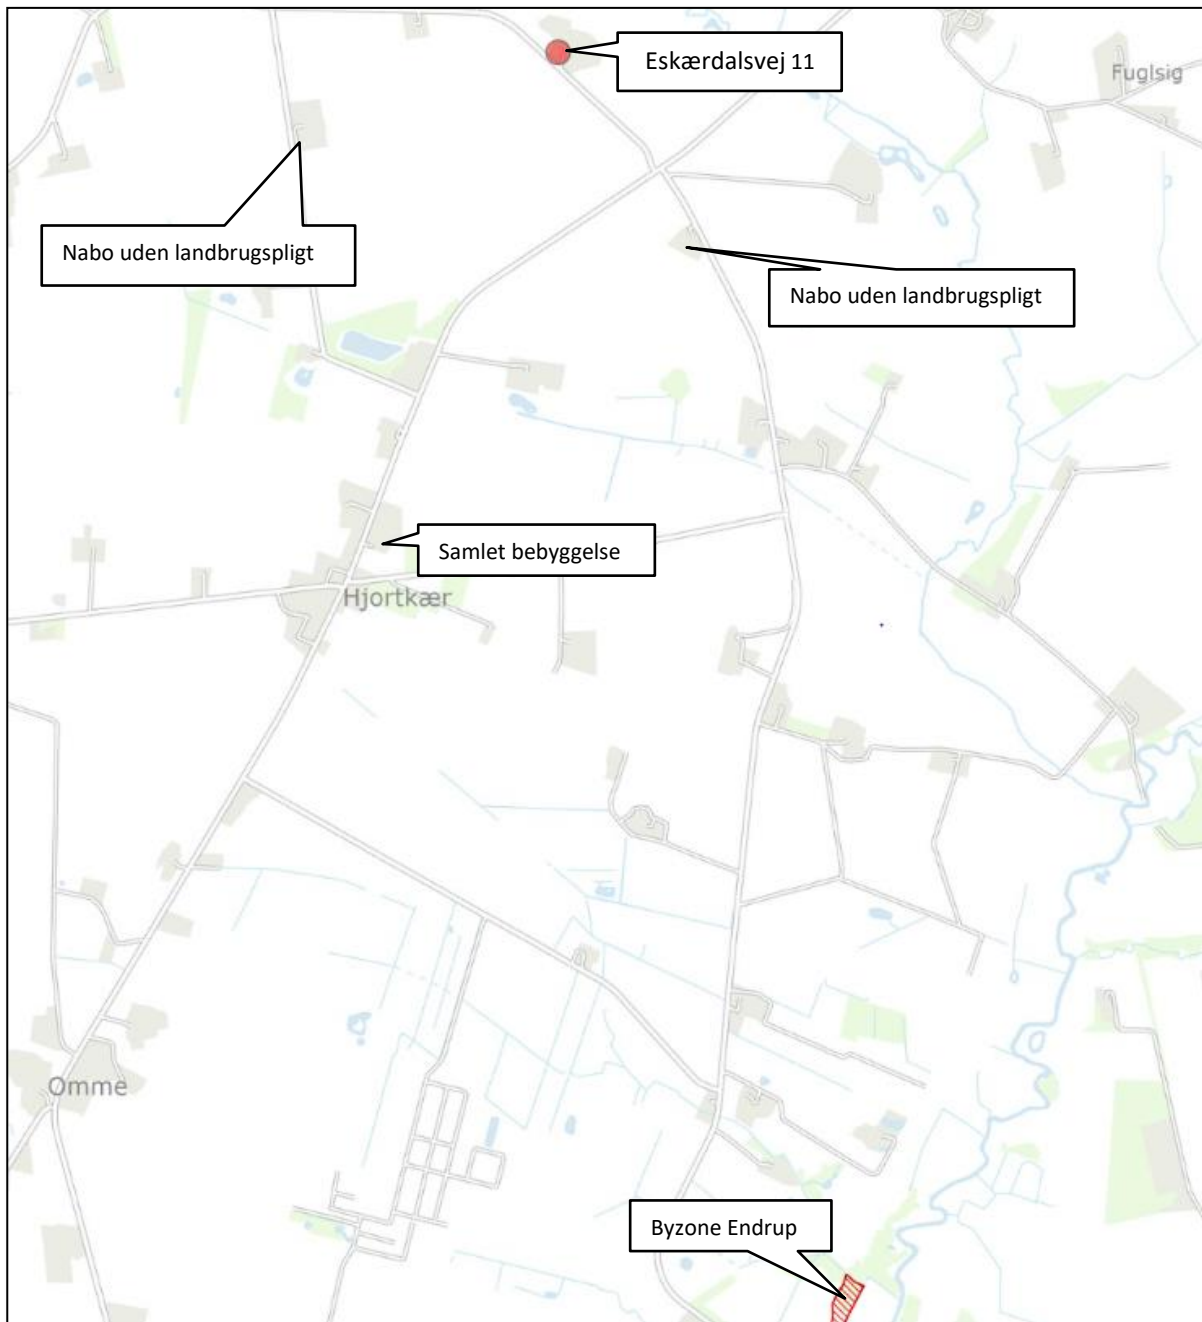 Eskærdalsvej 11
Fuglsig
Nabo uden landbrugspligt
Nabo uden landbrugspligt
Samlet bebyggelse
Hjortkær
Omme
Byzone Endrup